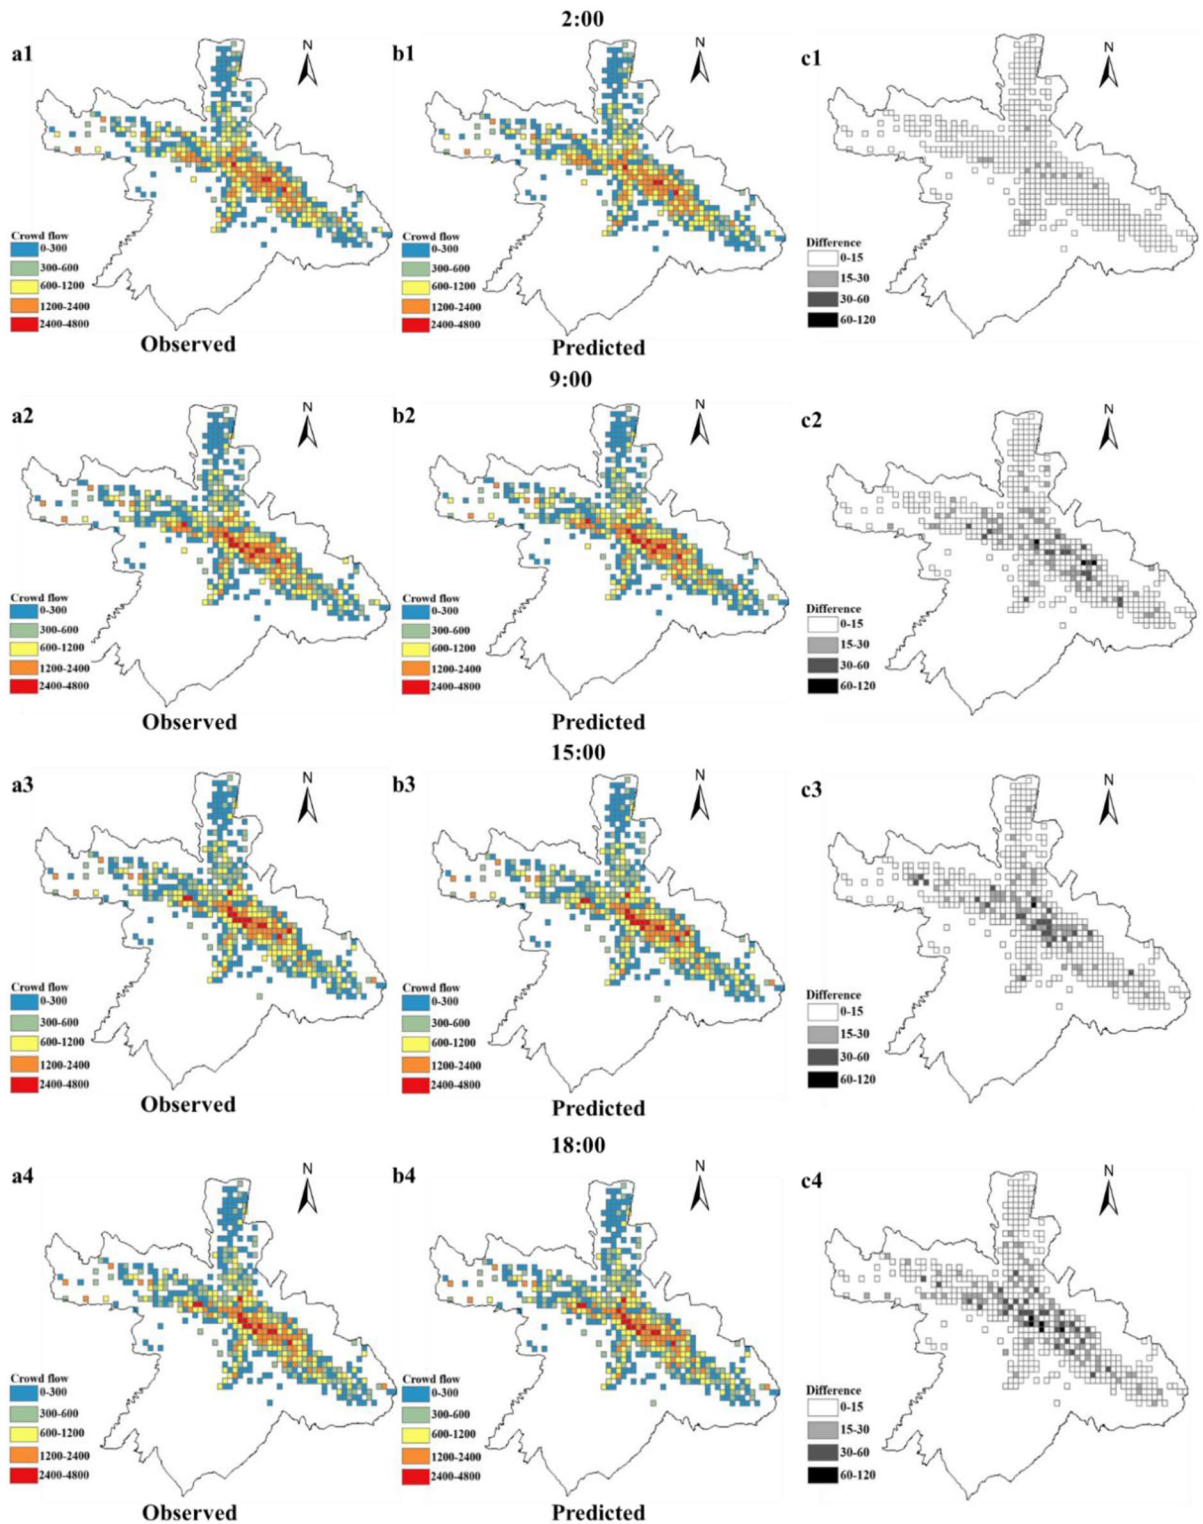 2:00
a1
N
b1
N
c1
N
Crowd flow
0-300
300-600
600-1200
1200-2400
2400-4800
Crowd flow
0-300
300-600
600-1200
1200-2400
2400-4800
Difference
0-15
15-30
30-60
60-120
Observed
Predicted
9:00
a2
N
b2
N
c2
N
Crowd flow
0-300
300-600
600-1200
1200-2400
2400-4800
Crowd flow
0-300
300-600
600-1200
1200-2400
2400-4800
Difference
0-15
15-30
30-60
60-120
Observed
Predicted
15:00
a3
N
b3
N
c3
N
Crowd flow
0-300
300-600
600-1200
1200-2400
2400-4800
Crowd flow
0-300
300-600
600-1200
1200-2400
2400-4800
Difference
0-15
15-30
30-60
60-120
Observed
Predicted
18:00
a4
N
b4
N
c4
N
Crowd flow
0-300
300-600
600-1200
1200-2400
2400-4800
Crowd flow
0-300
300-600
600-1200
1200-2400
2400-4800
Difference
0-15
15-30
30-60
60-120
Observed
Predicted